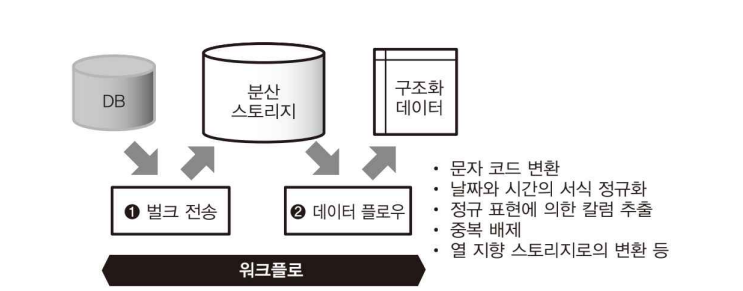 DB
분산
스토리지
구조화
데이터
❶ 벌크 전송
❷ 데이터 플로우
• 문자 코드 변환
• 날짜와 시간의 서식 정규화
• 정규 표현에 의한 칼럼 추출
• 중복 배제
• 열 지향 스토리지로의 변환 등
워크플로